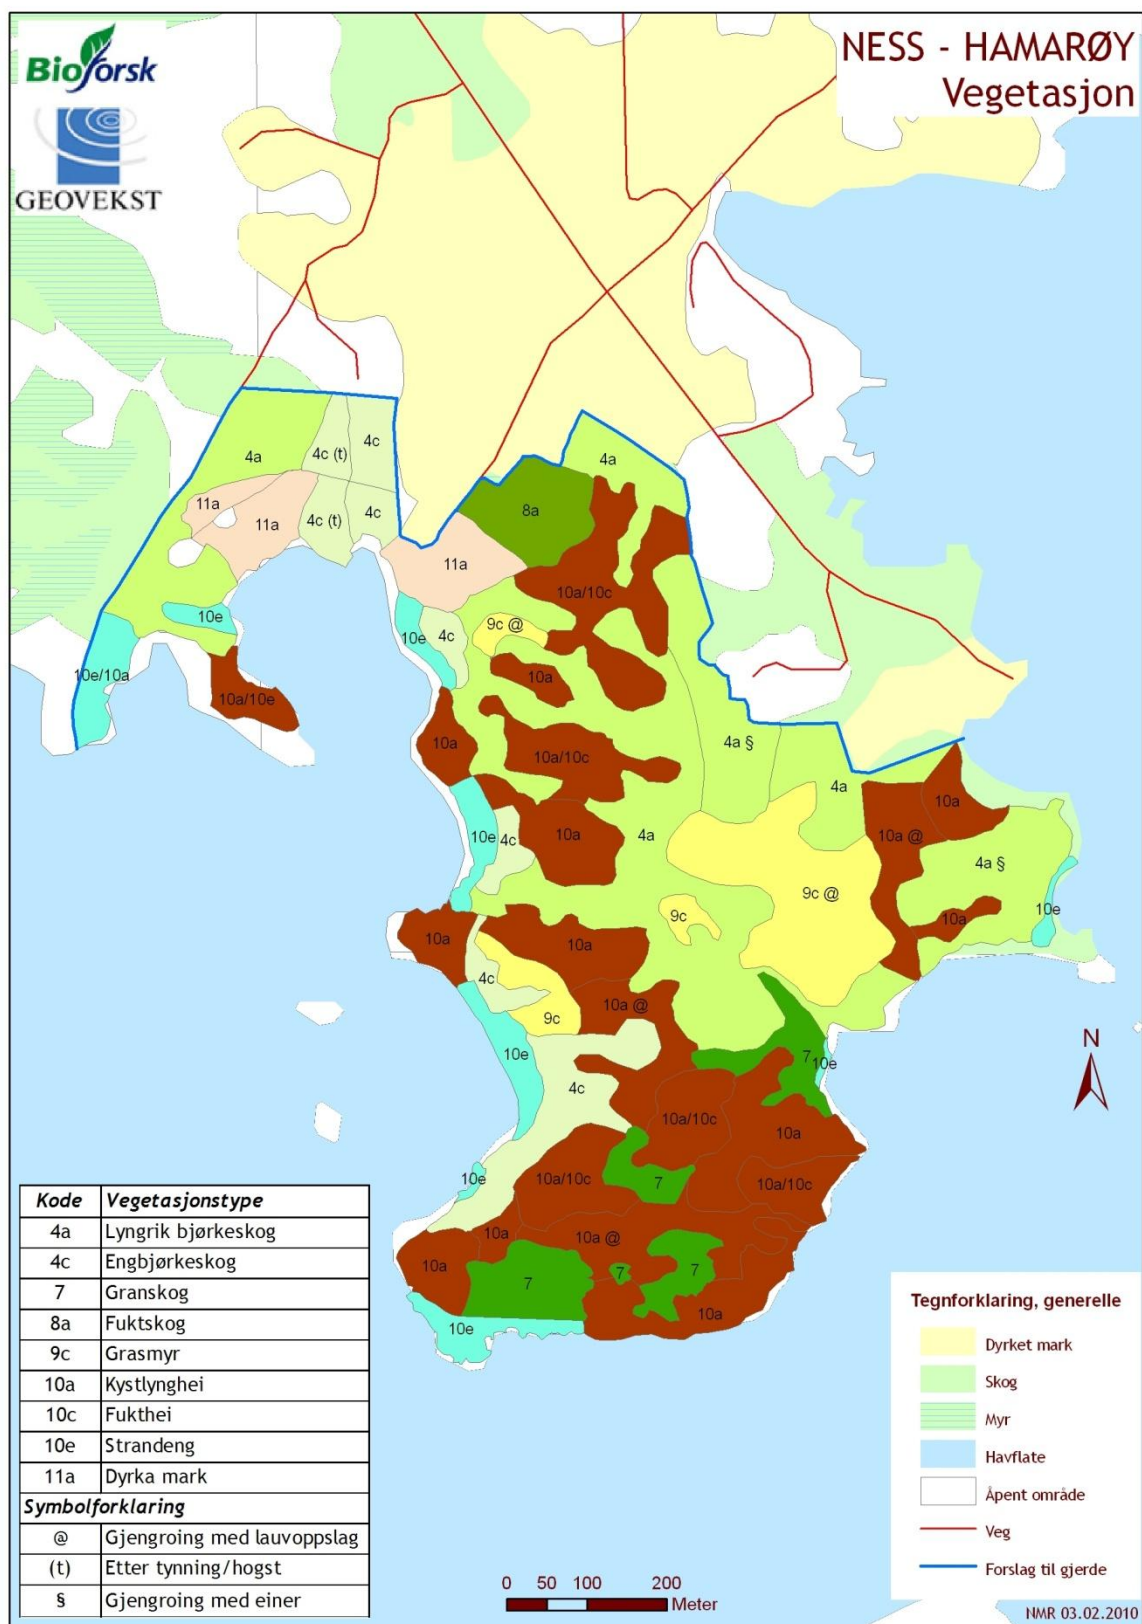 NESS - HAMARØY
Vegetasjon
Bioforsk
GEOVEKST
4a
4c (t)
4c
11a
11a
4c (t)
4c
4a
8a
11a
10a/10c
10e
10e
4c
9c @
10e/10a
10a/10e
10a
10a
10a/10c
4a §
4a
10a
10e
4c
10a
4a
10a @
4a §
9c @
10a
10e
9c
10a
10a
4c
10a @
9c
10e
7
10e
4c
10a/10c
10a
10e
10a/10c
7
10a/10c
10a
10a @
10a
7
7
7
10a
10e
N
Kode Vegetasjonstype
4a Lyngrik bjørkeskog
4c Engbjørkeskog
7 Granskog
8a Fuktskog
9c Grasmyr
10a Kystlynghei
10c Fukthei
10e Strandeng
11a Dyrka mark
Symbolforklaring
@ Gjengroing med lauvoppslag
(t) Etter tynning/hogst
§ Gjengroing med einer
0 50 100 200
Meter
Tegnforklaring, generelle
Dyrket mark
Skog
Myr
Havflate
Åpent område
Veg
Forslag til gjerde
NMR 03.02.2010